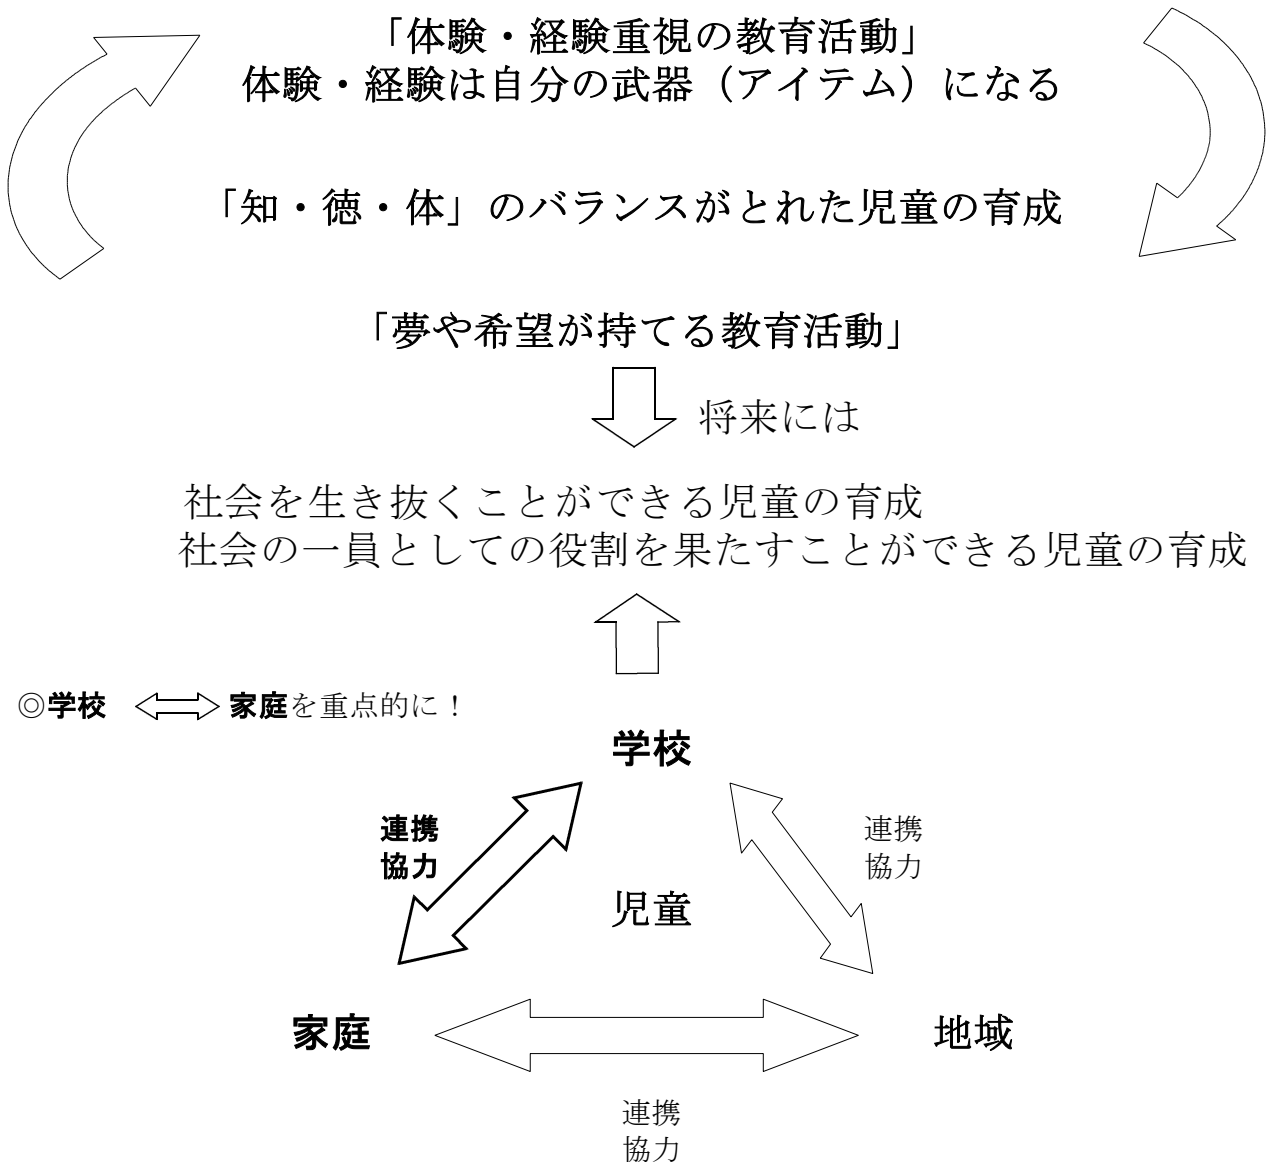 「体験・経験重視の教育活動」
体験・経験は自分の武器（アイテム）になる
「知・徳・体」のバランスがとれた児童の育成
「夢や希望が持てる教育活動」
将来には
社会を生き抜くことができる児童の育成
社会の一員としての役割を果たすことができる児童の育成
◎学校 家庭を重点的に！
学校
連携
協力
連携
協力
児童
家庭
地域
連携
協力